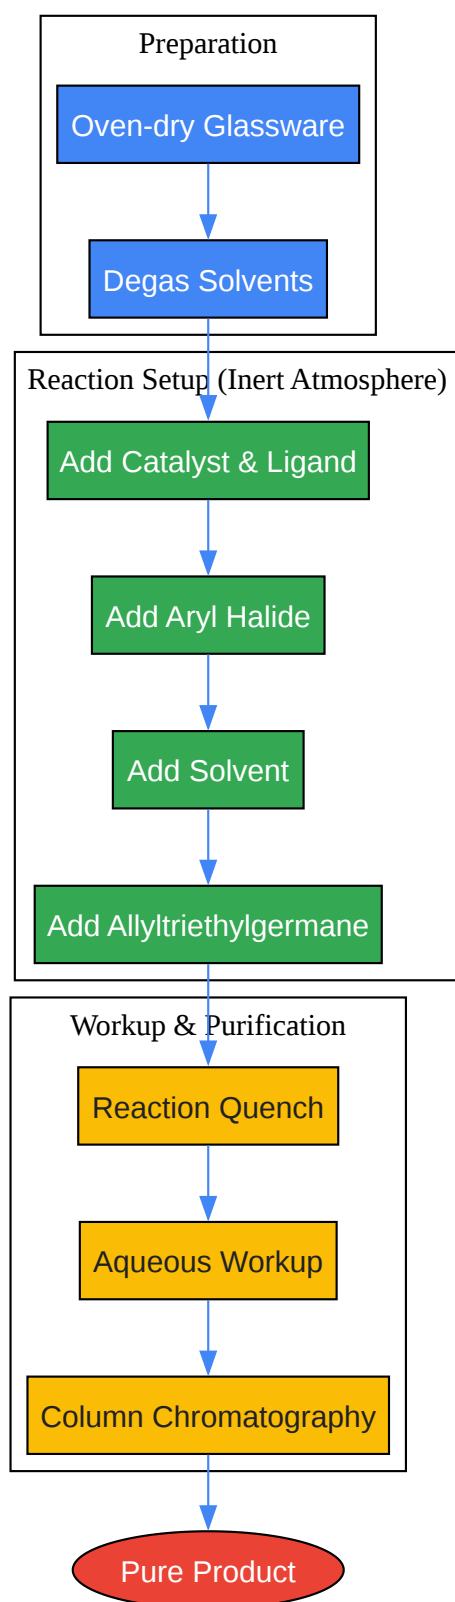 Preparation
Oven-dry Glassware
Degas Solvents
Reaction Setup (Inert Atmosphere)
Add Catalyst & Ligand
Add Aryl Halide
Add Solvent
Add Allyltriethylgermane
Workup & Purification
Reaction Quench
Aqueous Workup
Column Chromatography
Pure Product